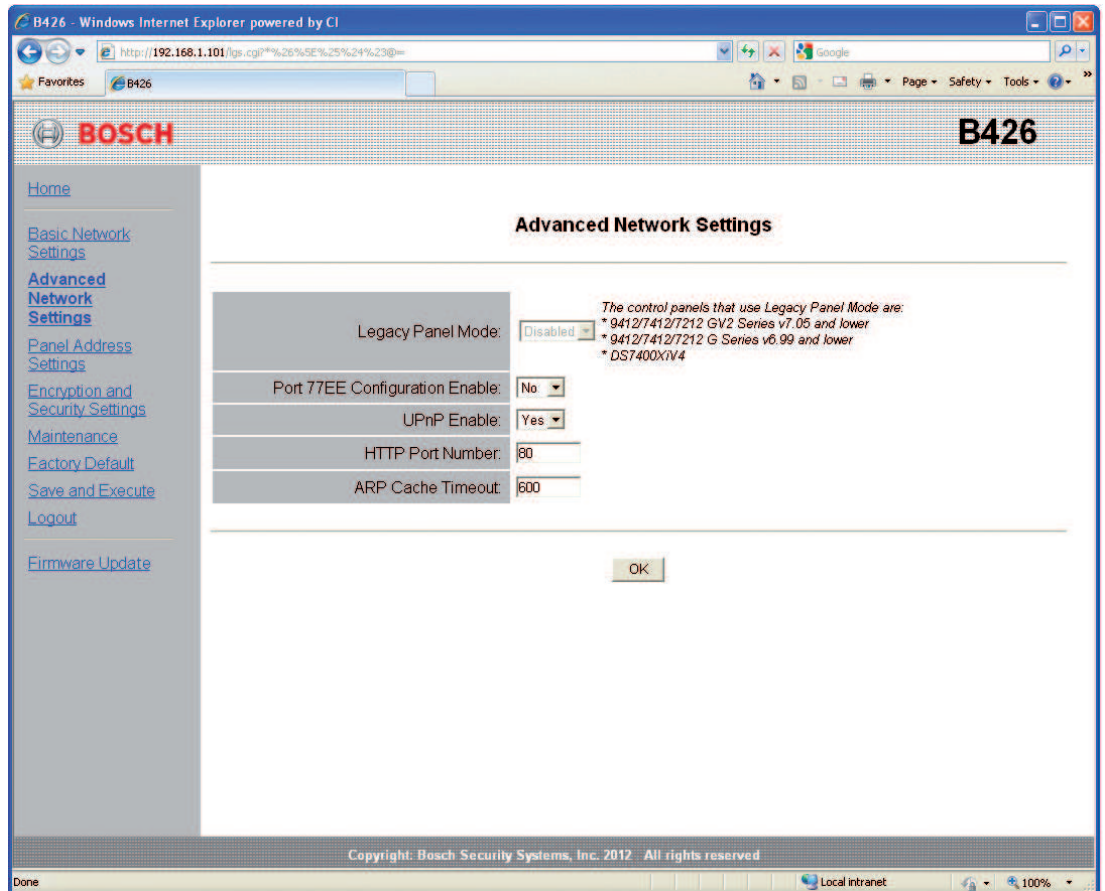 B426 - Windows Internet Explorer powered by CI
http://192.168.1.101/lgs.cgi?*%26%5E%25%24%23@=
Google
Favorites
B426
Page
Safety
Tools
BOSCH
B426
Home
Basic Network
Settings
Advanced
Network
Settings
Panel Address
Settings
Encryption and
Security Settings
Maintenance
Factory Default
Save and Execute
Logout
Firmware Update
Advanced Network Settings
Legacy Panel Mode:
Disabled
The control panels that use Legacy Panel Mode are:
* 9412/7412/7212 GV2 Series v7.05 and lower
* 9412/7412/7212 G Series v6.99 and lower
* DS7400XiV4
Port 77EE Configuration Enable:
No
UPnP Enable:
Yes
HTTP Port Number:
80
ARP Cache Timeout:
600
OK
Copyright: Bosch Security Systems, Inc. 2012 All rights reserved
Done
Local intranet
100%